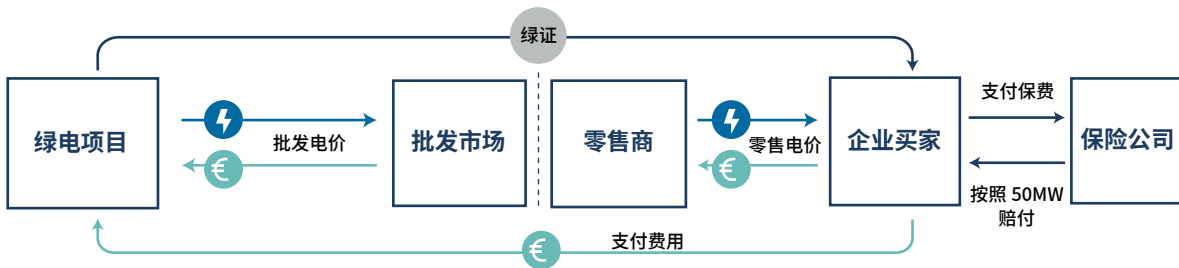 绿证
绿电项目
批发电价
€
批发市场
零售商
零售电价
€
企业买家
支付保费
按照 50MW
赔付
保险公司
支付费用
€